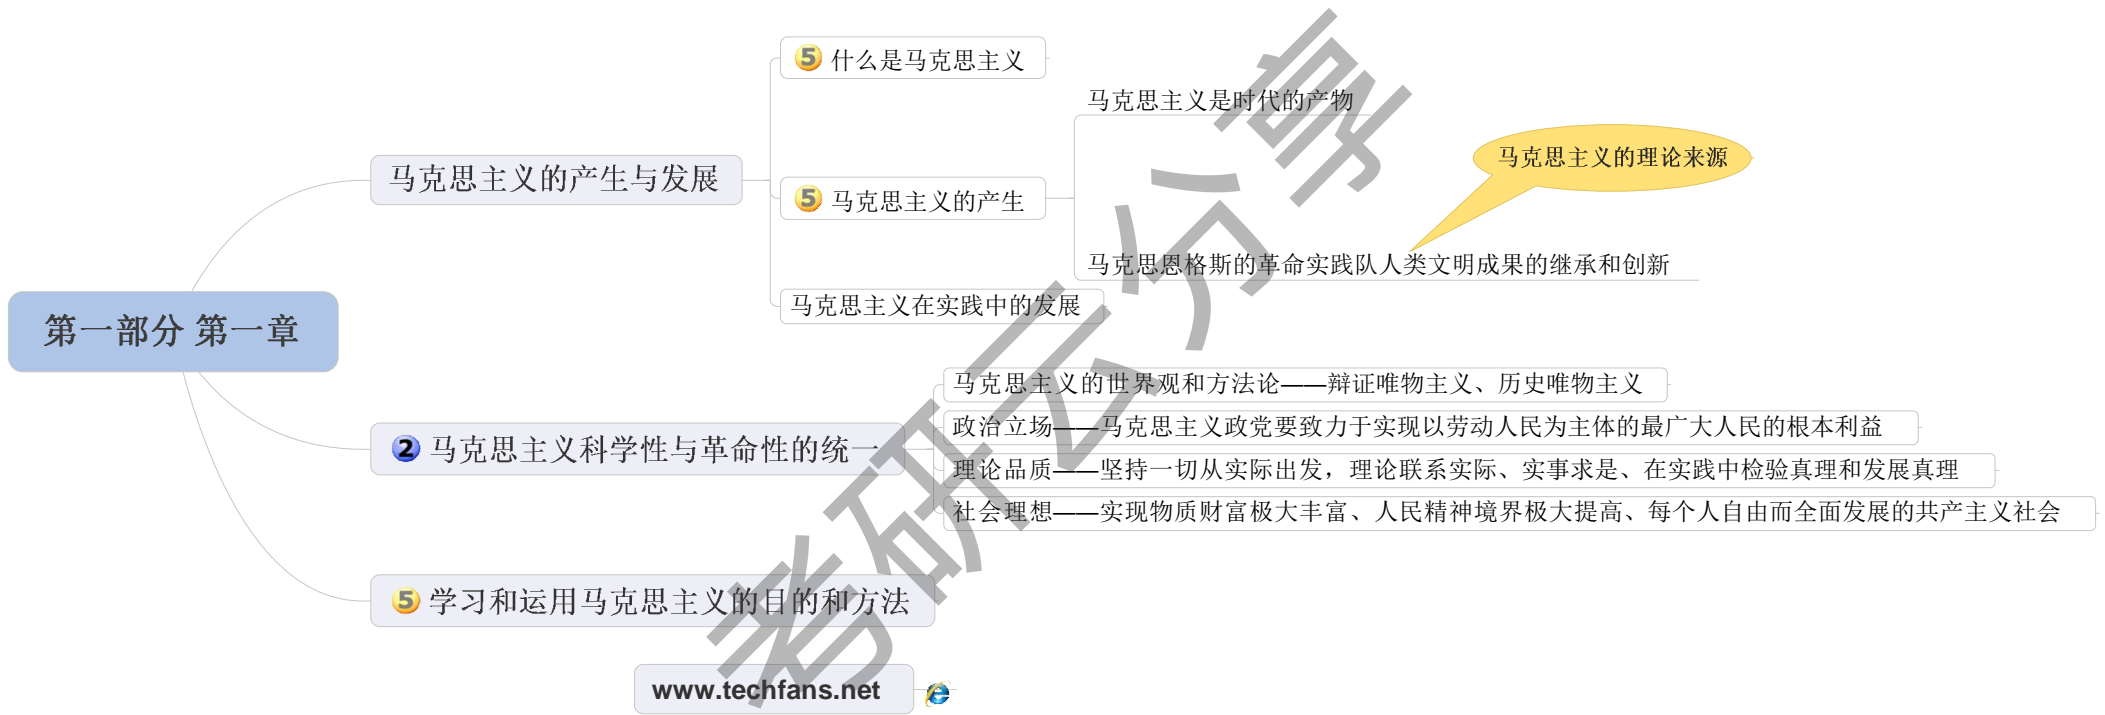 第一部分 第一章
马克思主义的产生与发展
5 什么是马克思主义
5 马克思主义的产生
马克思主义是时代的产物
马克思主义的理论来源
马克思恩格斯的革命实践队人类文明成果的继承和创新
马克思主义在实践中的发展
2 马克思主义科学性与革命性的统一
马克思主义的世界观和方法论——辩证唯物主义、历史唯物主义
政治立场——马克思主义政党要致力于实现以劳动人民为主体的最广大人民的根本利益
理论品质——坚持一切从实际出发，理论联系实际、实事求是、在实践中检验真理和发展真理
社会理想——实现物质财富极大丰富、人民精神境界极大提高、每个人自由而全面发展的共产主义社会
5 学习和运用马克思主义的目的和方法
www.techfans.net
考研云分享